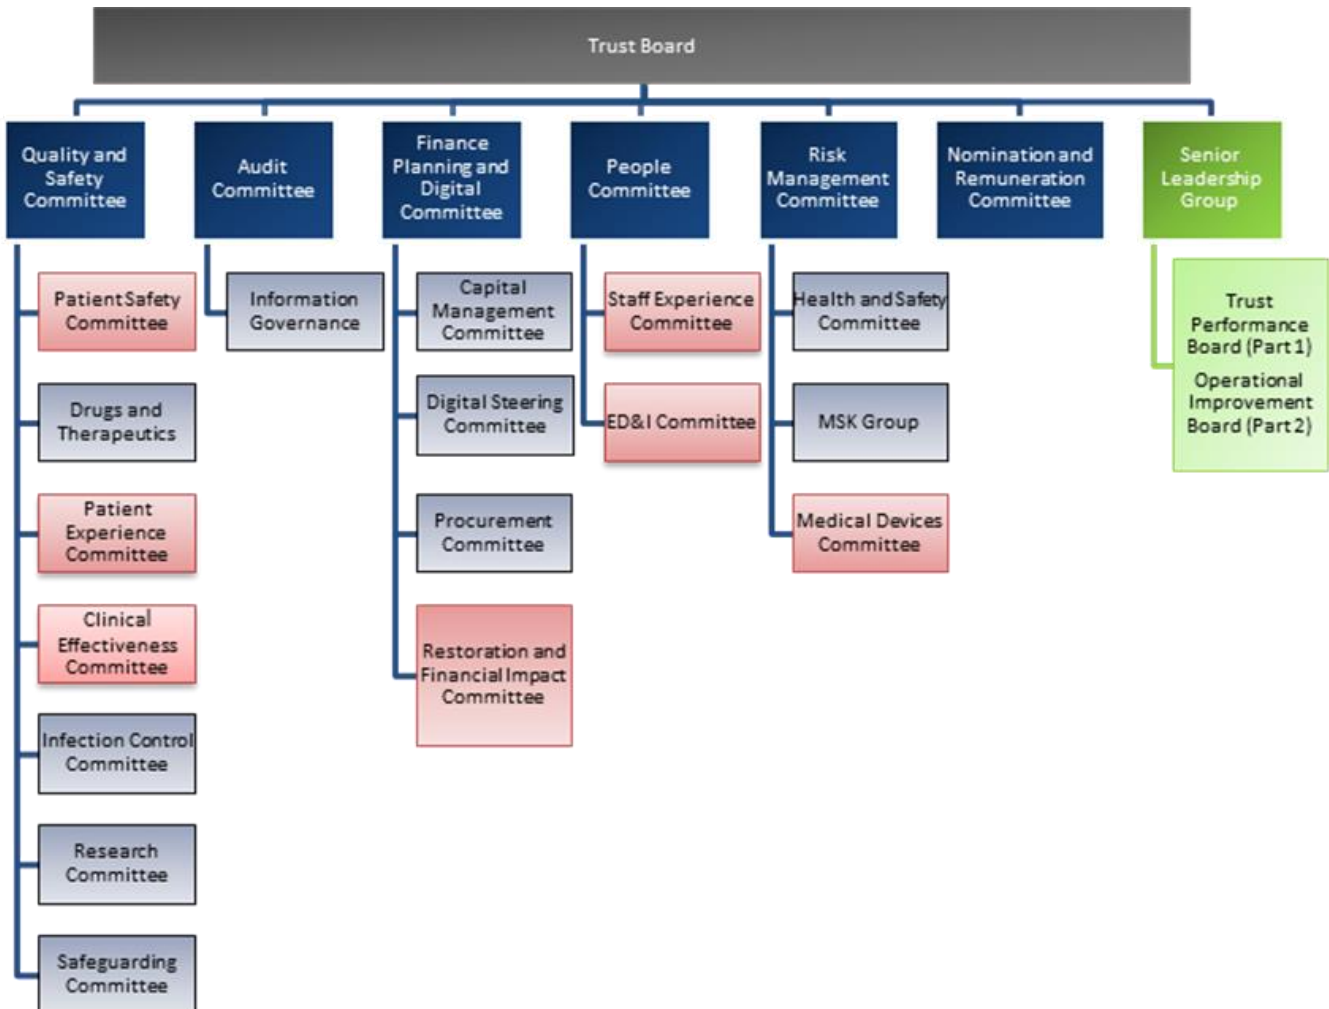 Trust Board
Quality and
Safety
Committee
Audit
Committee
Finance
Planning and
Digital
Committee
People
Committee
Risk
Management
Committee
Nomination and
Remuneration
Committee
Senior
Leadership
Group
Patient Safety
Committee
Drugs and
Therapeutics
Patient
Experience
Committee
Clinical
Effectiveness
Committee
Infection Control
Committee
Research
Committee
Safeguarding
Committee
Information
Governance
Capital
Management
Committee
Digital Steering
Committee
Procurement
Committee
Restoration and
Financial Impact
Committee
Staff Experience
Committee
ED&I Committee
Health and Safety
Committee
MSK Group
Medical Devices
Committee
Trust
Performance
Board (Part 1)
Operational
Improvement
Board (Part 2)